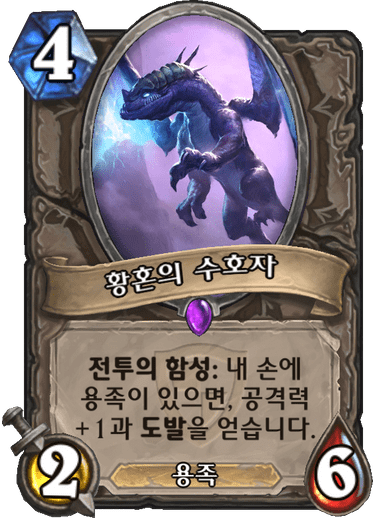 4
황혼의 수호자
전투의 함성: 내 손에
용족이 있으면, 공격력
+1과 도발을 얻습니다.
2
용족
6